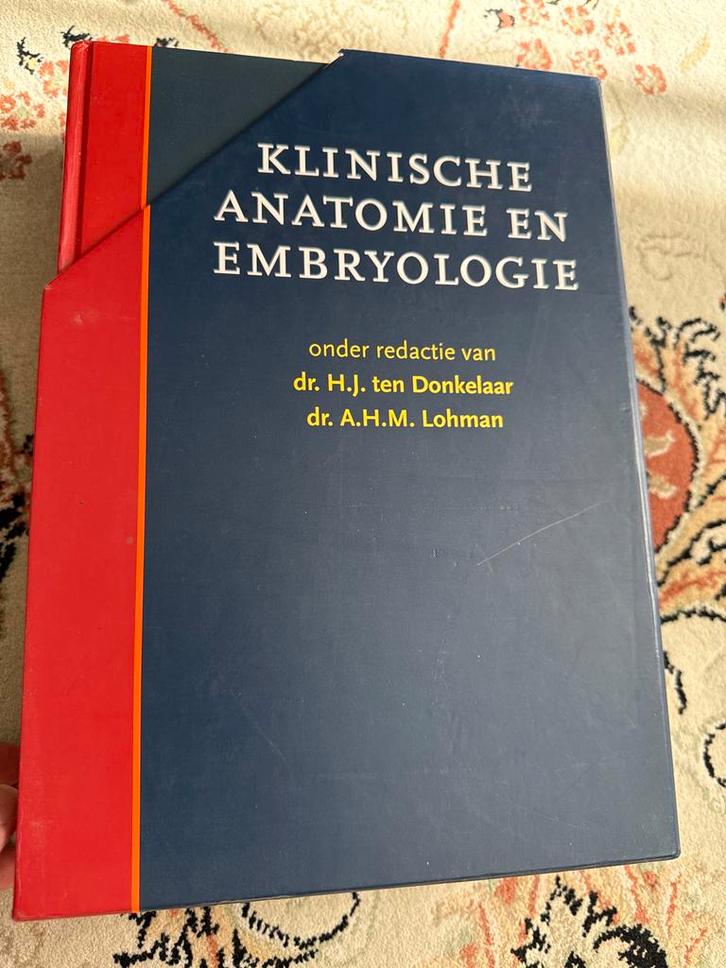 KLINISCHE
ANATOMIE EN
EMBRYOLOGIE
onder redactie van
dr. H.J. ten Donkelaar
dr. A.H.M. Lohman